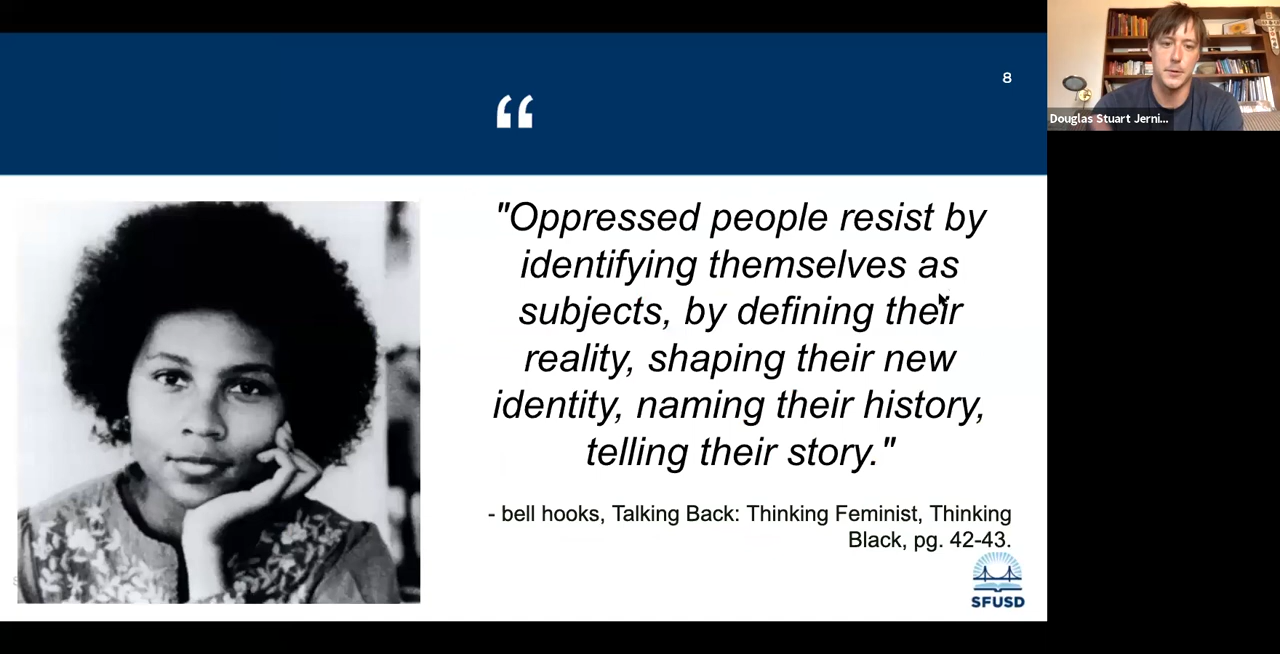 8
“
"Oppressed people resist by
identifying themselves as
subjects, by defining their
reality, shaping their new
identity, naming their history,
telling their story."
- bell hooks, Talking Back: Thinking Feminist, Thinking
Black, pg. 42-43.
SFUSD
Douglas Stuart Jerni...